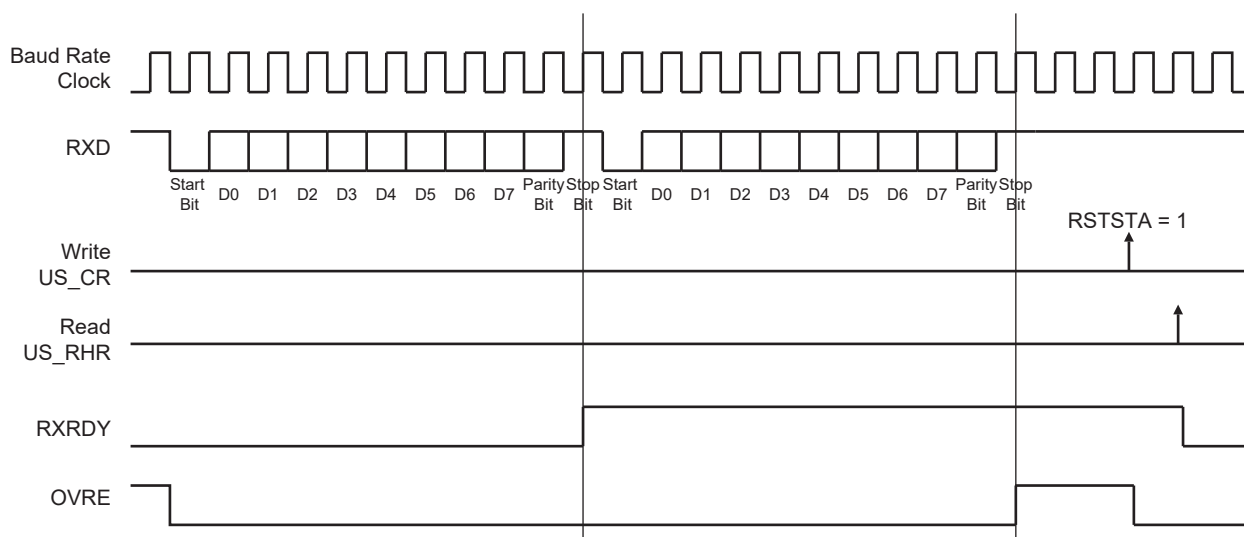 Baud Rate
Clock
RXD
Start
Bit
D0
D1
D2
D3
D4
D5
D6
D7
Parity
Bit
Stop
Bit
Start
Bit
D0
D1
D2
D3
D4
D5
D6
D7
Parity
Bit
Stop
Bit
RSTSTA = 1
Write
US_CR
Read
US_RHR
RXRDY
OVRE